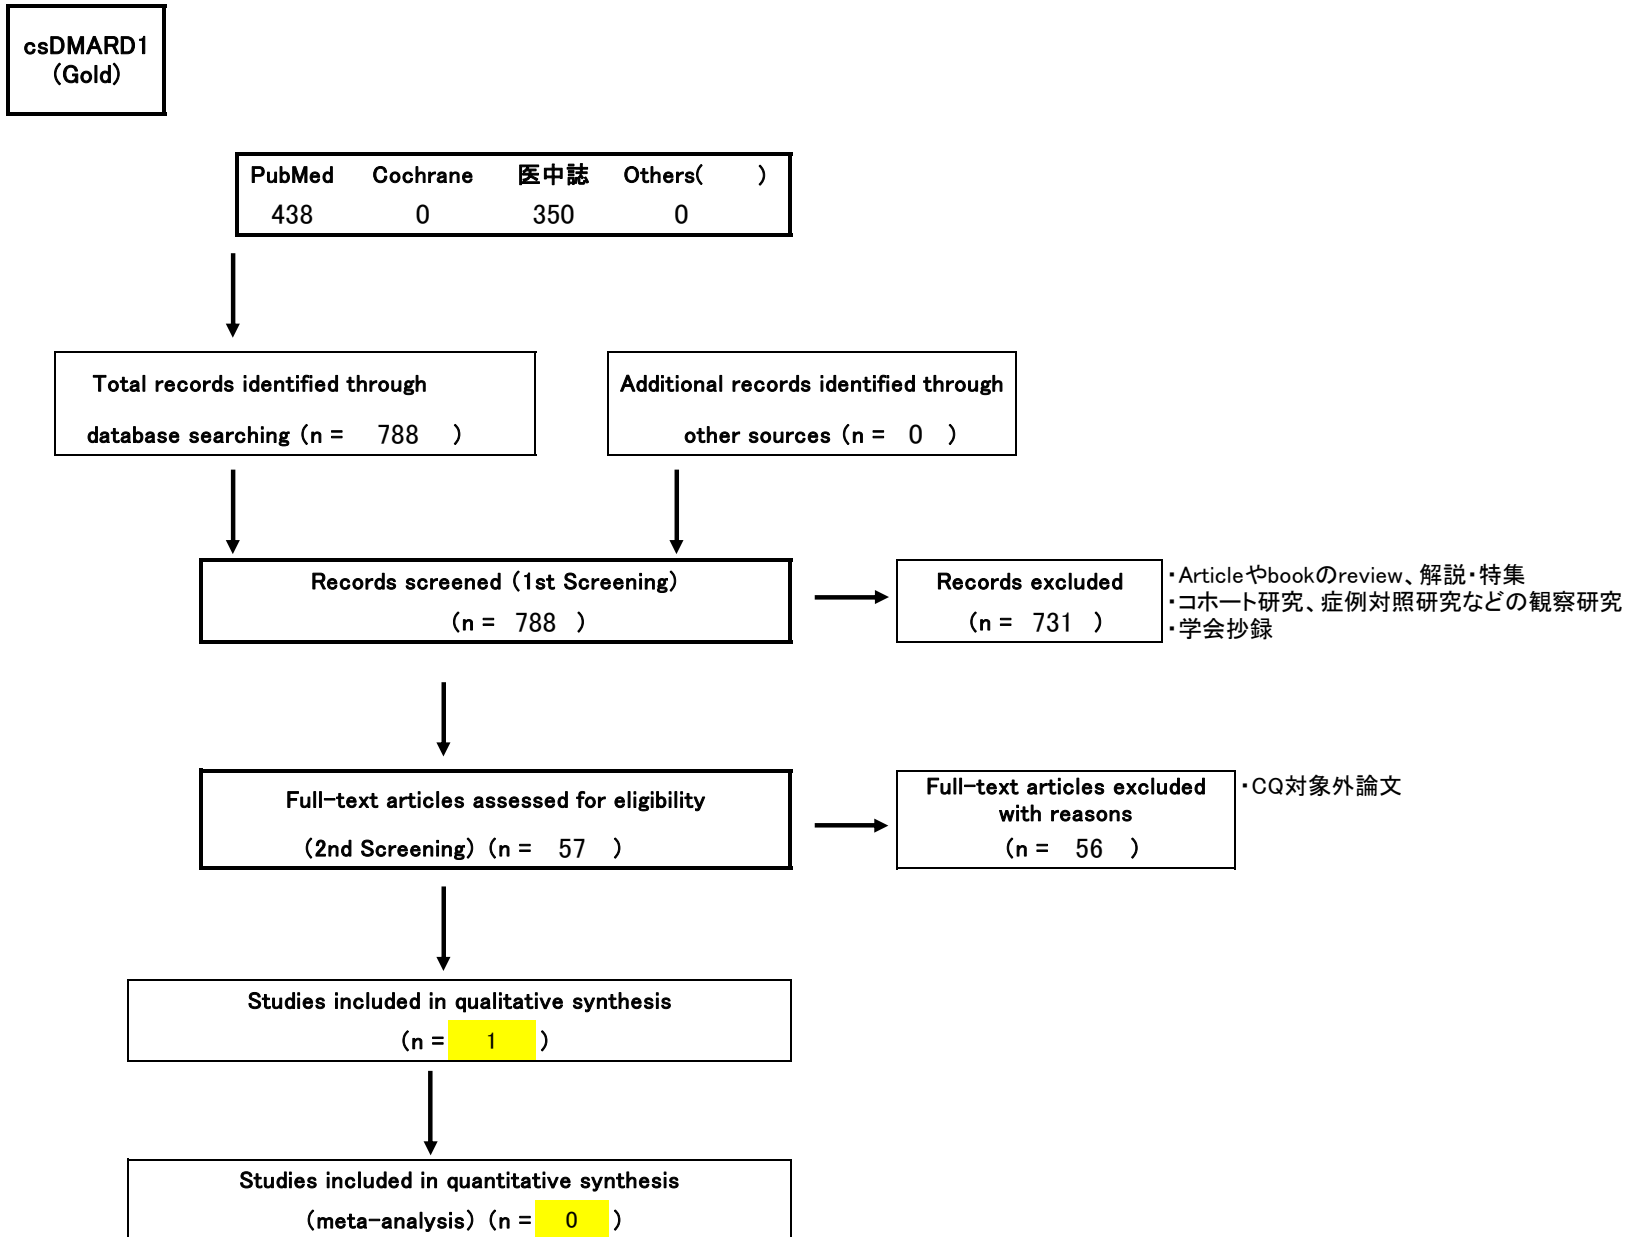 csDMARD1
(Gold)
PubMed Cochrane 医中誌 Others( )
438 0 350 0
Total records identified through
database searching (n = 788 )
Additional records identified through
other sources (n = 0 )
Records screened (1st Screening)
(n = 788 )
Records excluded
(n = 731 )
・Articleやbookのreview、解説・特集
・コホート研究、症例対照研究などの観察研究
・学会抄録
Full-text articles assessed for eligibility
(2nd Screening) (n = 57 )
Full-text articles excluded
with reasons
(n = 56 )
・CQ対象外論文
Studies included in qualitative synthesis
(n = 1 )
Studies included in quantitative synthesis
(meta-analysis) (n = 0 )